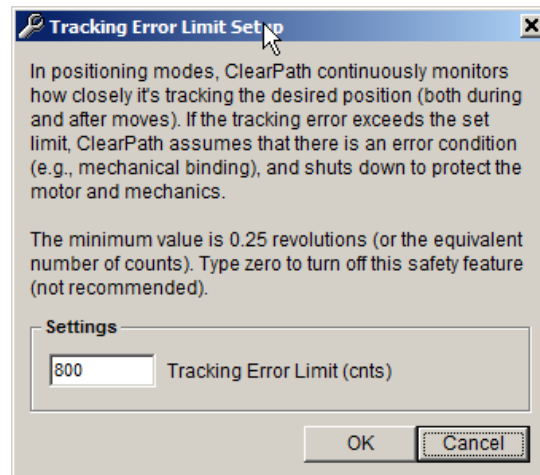 Tracking Error Limit Setup
In positioning modes, ClearPath continuously monitors
how closely it's tracking the desired position (both during
and after moves). If the tracking error exceeds the set
limit, ClearPath assumes that there is an error condition
(e.g., mechanical binding), and shuts down to protect the
motor and mechanics.
The minimum value is 0.25 revolutions (or the equivalent
number of counts). Type zero to turn off this safety feature
(not recommended).
Settings
800 Tracking Error Limit (cnts)
OK Cancel